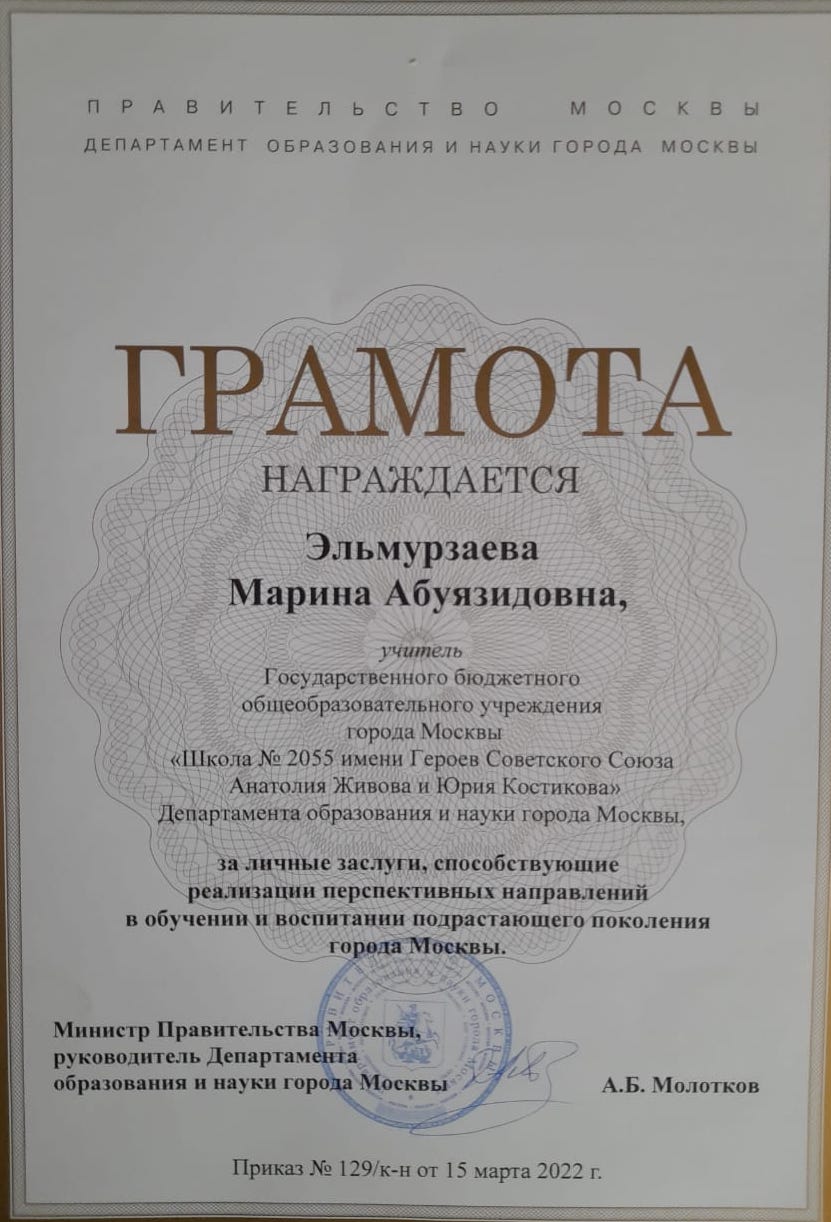 ПРАВИТЕЛЬСТВО МОСКВЫ
ДЕПАРТАМЕНТ ОБРАЗОВАНИЯ И НАУКИ ГОРОДА МОСКВЫ
ГРАМОТА
НАГРАЖДАЕТСЯ
Эльмурзаева
Марина Абуязидовна,
учитель
Государственного бюджетного
общеобразовательного учреждения
города Москвы
«Школа № 2055 имени Героев Советского Союза
Анатолия Живова и Юрия Костикова»
Департамента образования и науки города Москвы,
за личные заслуги, способствующие
реализации перспективных направлений
в обучении и воспитании подрастающего поколения
города Москвы.
Министр Правительства Москвы,
руководитель Департамента
образования и науки города Москвы
А.Б. Молотков
Приказ № 129/к-н от 15 марта 2022 г.